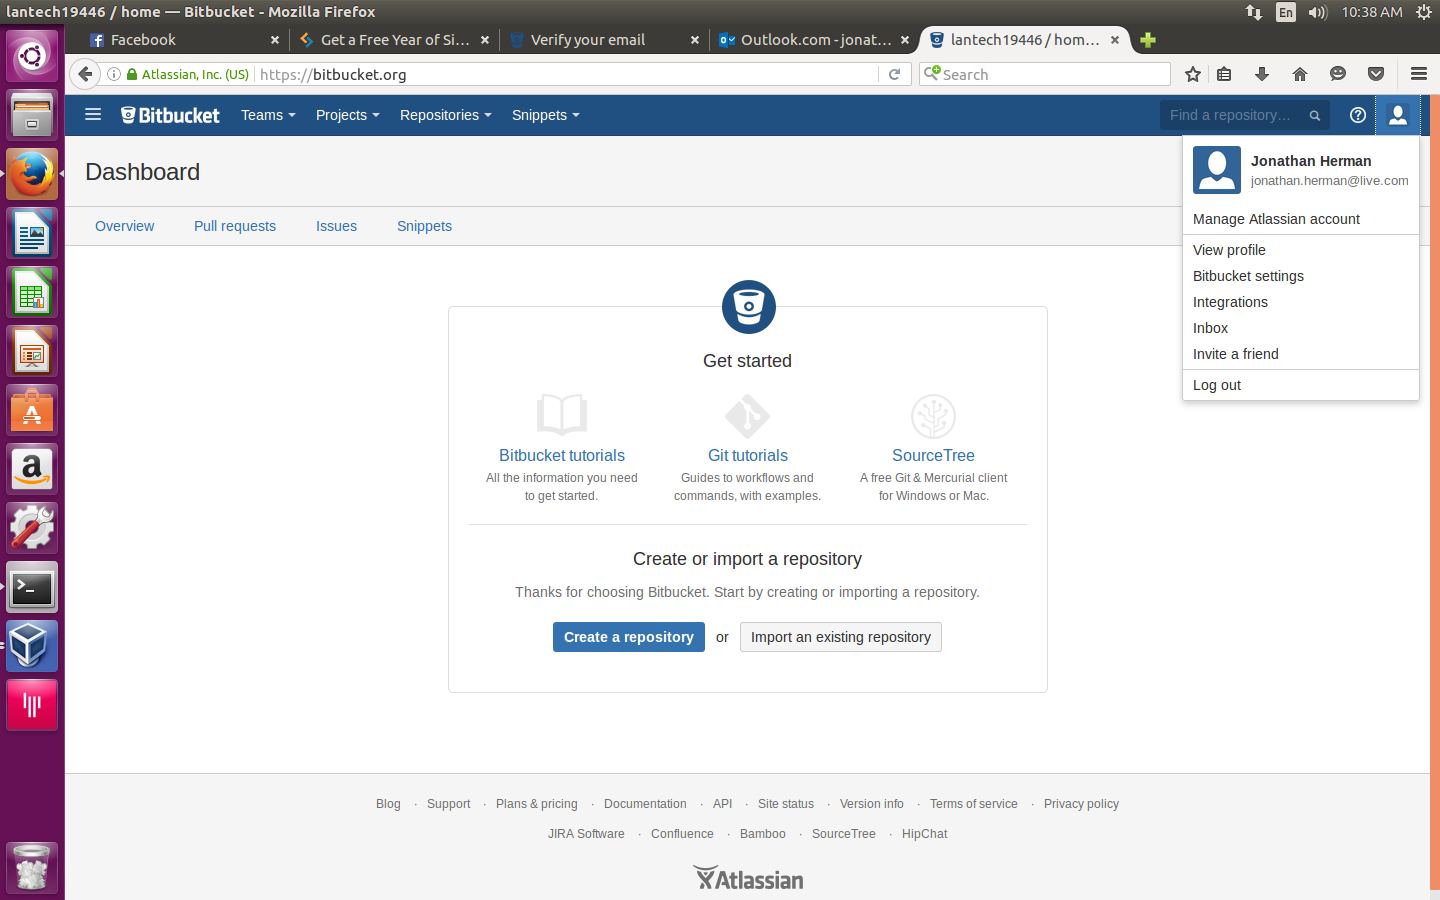 lantech19446 / home — Bitbucket - Mozilla Firefox
En
10:38 AM
Facebook
Get a Free Year of Si...
Verify your email
Outlook.com - jonat...
lantech19446 / hom...
Atlassian, Inc. (US)
https://bitbucket.org
Search
Bitbucket
Teams
Projects
Repositories
Snippets
Find a repository...
Dashboard
Jonathan Herman
jonathan.herman@live.com
Manage Atlassian account
View profile
Bitbucket settings
Integrations
Inbox
Invite a friend
Log out
Overview
Pull requests
Issues
Snippets
Get started
Bitbucket tutorials
All the information you need
to get started.
Git tutorials
Guides to workflows and
commands, with examples.
SourceTree
A free Git & Mercurial client
for Windows or Mac.
Create or import a repository
Thanks for choosing Bitbucket. Start by creating or importing a repository.
Create a repository or Import an existing repository
Blog · Support · Plans & pricing · Documentation · API · Site status · Version info · Terms of service · Privacy policy
JIRA Software · Confluence · Bamboo · SourceTree · HipChat
Atlassian